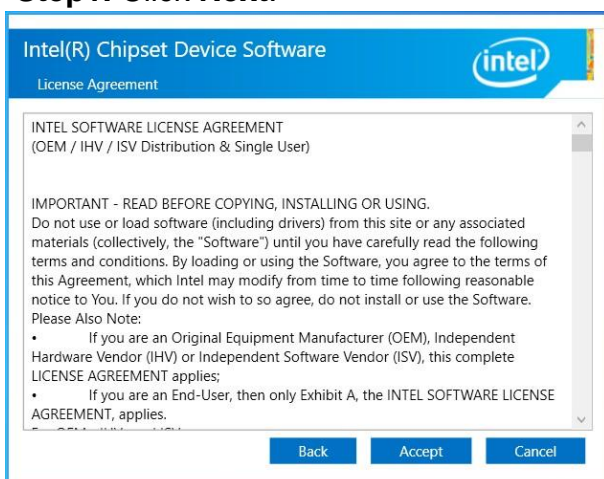 Click Next.
Intel(R) Chipset Device Software
intel
License Agreement
INTEL SOFTWARE LICENSE AGREEMENT
(OEM / IHV / ISV Distribution & Single User)
IMPORTANT - READ BEFORE COPYING, INSTALLING OR USING.
Do not use or load software (including drivers) from this site or any associated
materials (collectively, the "Software") until you have carefully read the following
terms and conditions. By loading or using the Software, you agree to the terms of
this Agreement, which Intel may modify from time to time following reasonable
notice to You. If you do not wish to so agree, do not install or use the Software.
Please Also Note:
• If you are an Original Equipment Manufacturer (OEM), Independent
Hardware Vendor (IHV) or Independent Software Vendor (ISV), this complete
LICENSE AGREEMENT applies;
• If you are an End-User, then only Exhibit A, the INTEL SOFTWARE LICENSE
AGREEMENT, applies.
Back Accept Cancel